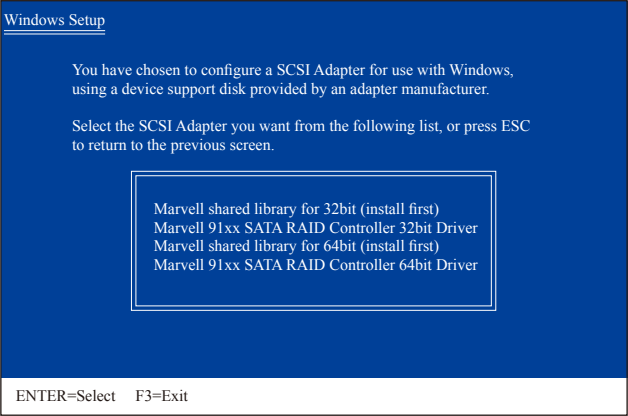 Windows Setup
You have chosen to configure a SCSI Adapter for use with Windows,
using a device support disk provided by an adapter manufacturer.
Select the SCSI Adapter you want from the following list, or press ESC
to return to the previous screen.
Marvell shared library for 32bit (install first)
Marvell 91xx SATA RAID Controller 32bit Driver
Marvell shared library for 64bit (install first)
Marvell 91xx SATA RAID Controller 64bit Driver
ENTER=Select F3=Exit